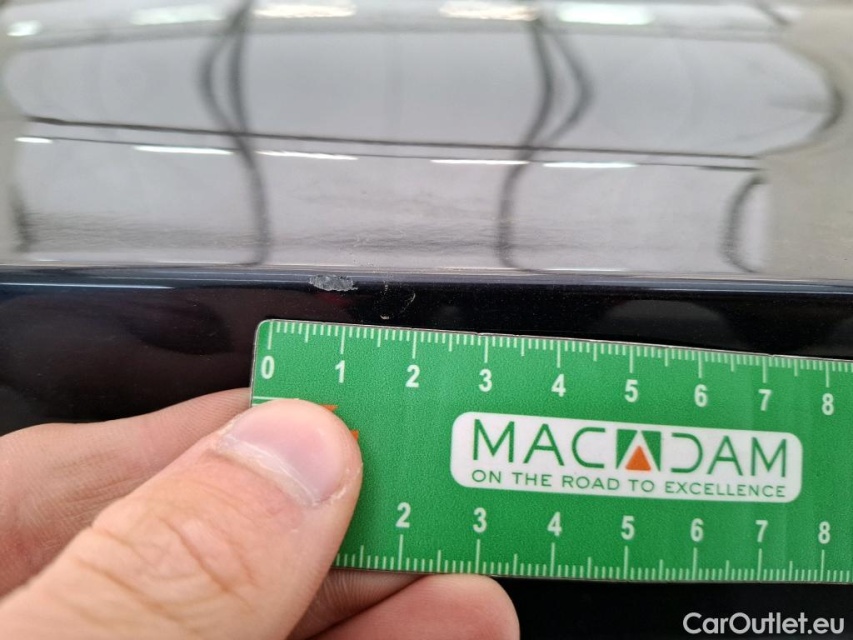 0 1 2 3 4 5 6 7 8
MACADAM
ON THE ROAD TO EXCELLENCE
2 3 4 5 6 7 8
CarOutlet.eu